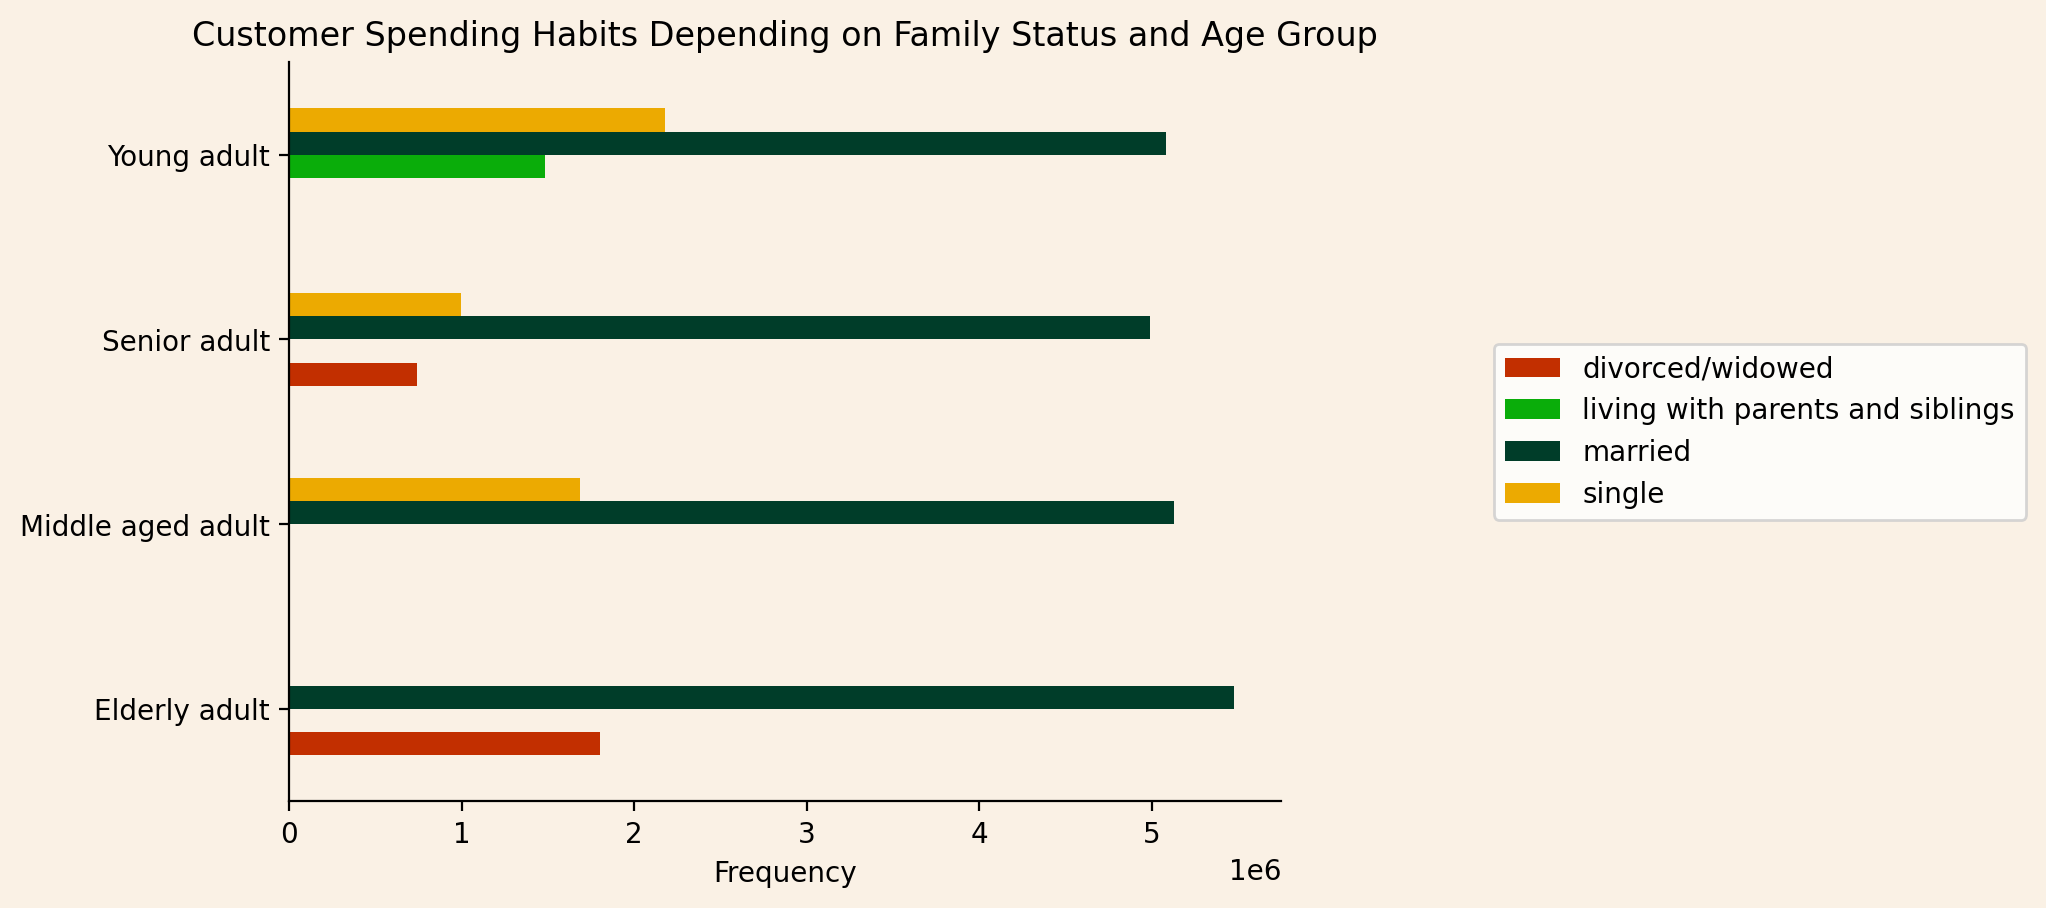 Customer Spending Habits Depending on Family Status and Age Group
Young adult
Senior adult
Middle aged adult
Elderly adult
0 1 2 3 4 5
1e6
Frequency
divorced/widowed
living with parents and siblings
married
single